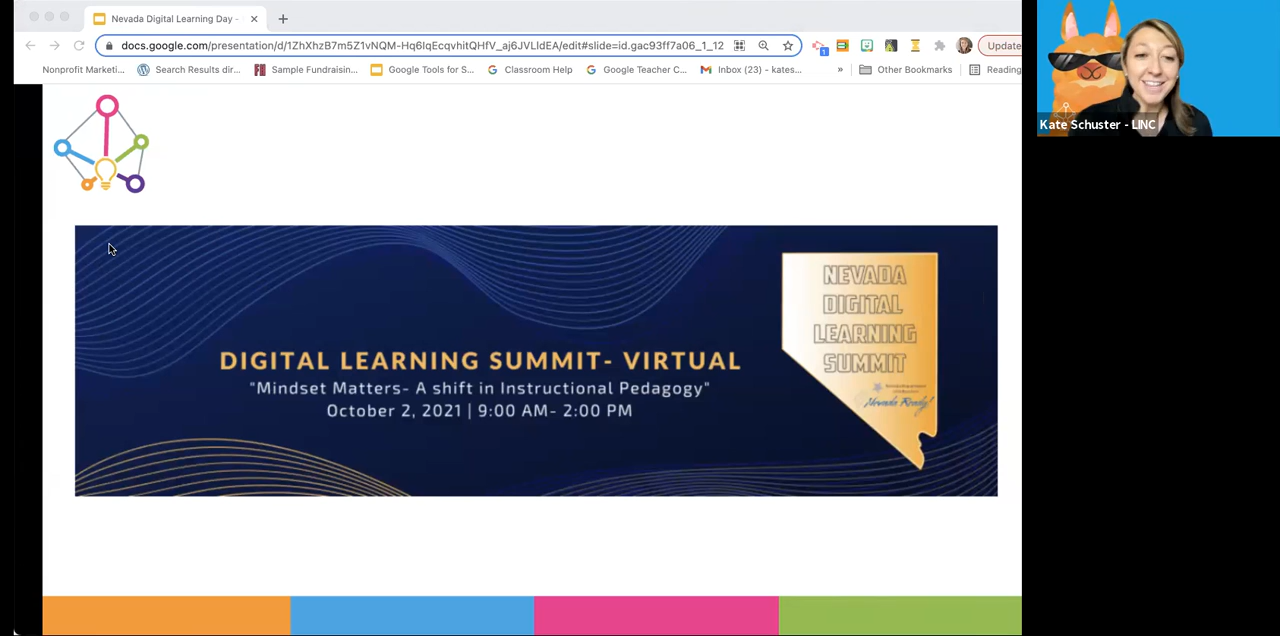 Nevada Digital Learning Day -
docs.google.com/presentation/d/1ZhXhzB7m5Z1vNQM-Hq6IqEcqvhitQHfV_aj6JVLIdEA/edit#slide=id.gac93ff7a06_1_12
1
Update
Nonprofit Marketi...
Search Results dir...
Sample Fundraisin...
Google Tools for S...
Classroom Help
Google Teacher C...
Inbox (23) - kates...
»
Other Bookmarks
Reading
Kate Schuster - LINC
DIGITAL LEARNING SUMMIT- VIRTUAL
"Mindset Matters- A shift in Instructional Pedagogy"
October 2, 2021 | 9:00 AM- 2:00 PM
NEVADA
DIGITAL
LEARNING
SUMMIT
Nevada Ready!